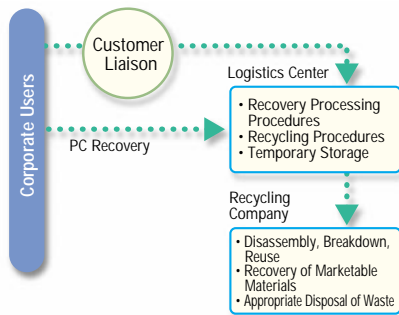 Corporate Users
Customer
Liaison
Logistics Center
• Recovery Processing
Procedures
• Recycling Procedures
• Temporary Storage
PC Recovery
Recycling
Company
• Disassembly, Breakdown,
Reuse
• Recovery of Marketable
Materials
• Appropriate Disposal of Waste